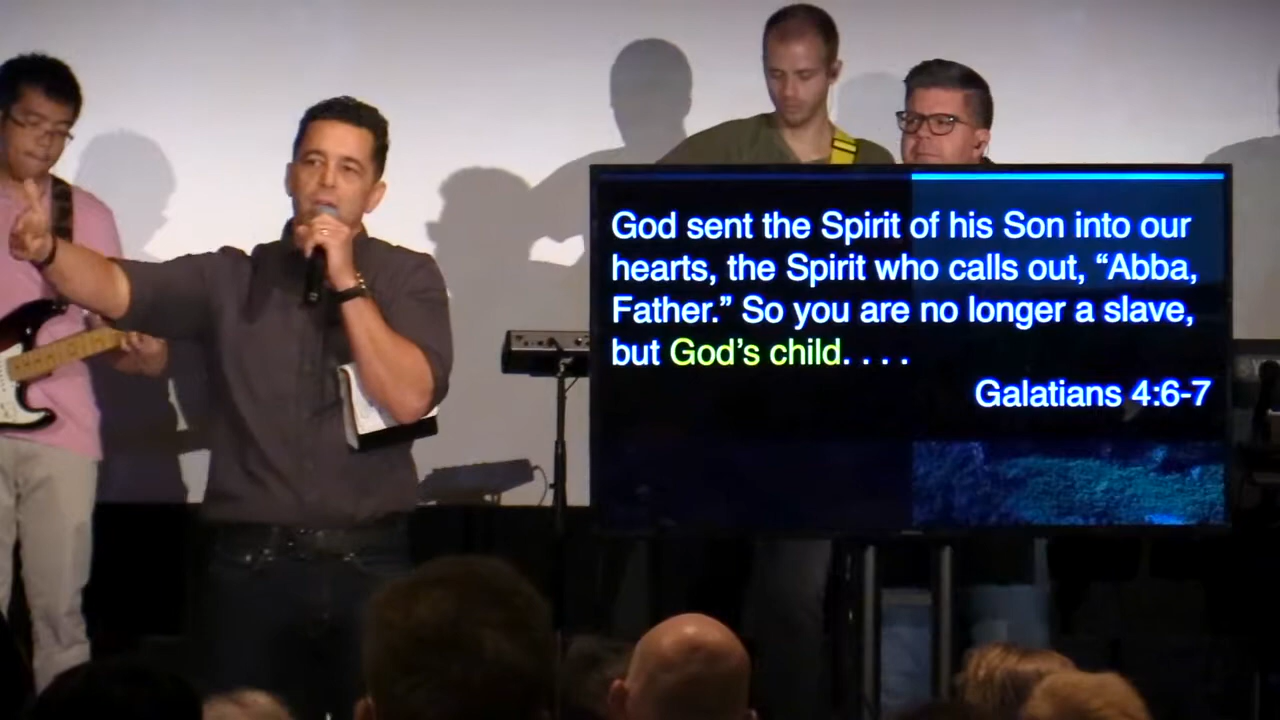 God sent the Spirit of his Son into our
hearts, the Spirit who calls out, “Abba,
Father.” So you are no longer a slave,
but God’s child. . . .
Galatians 4:6-7